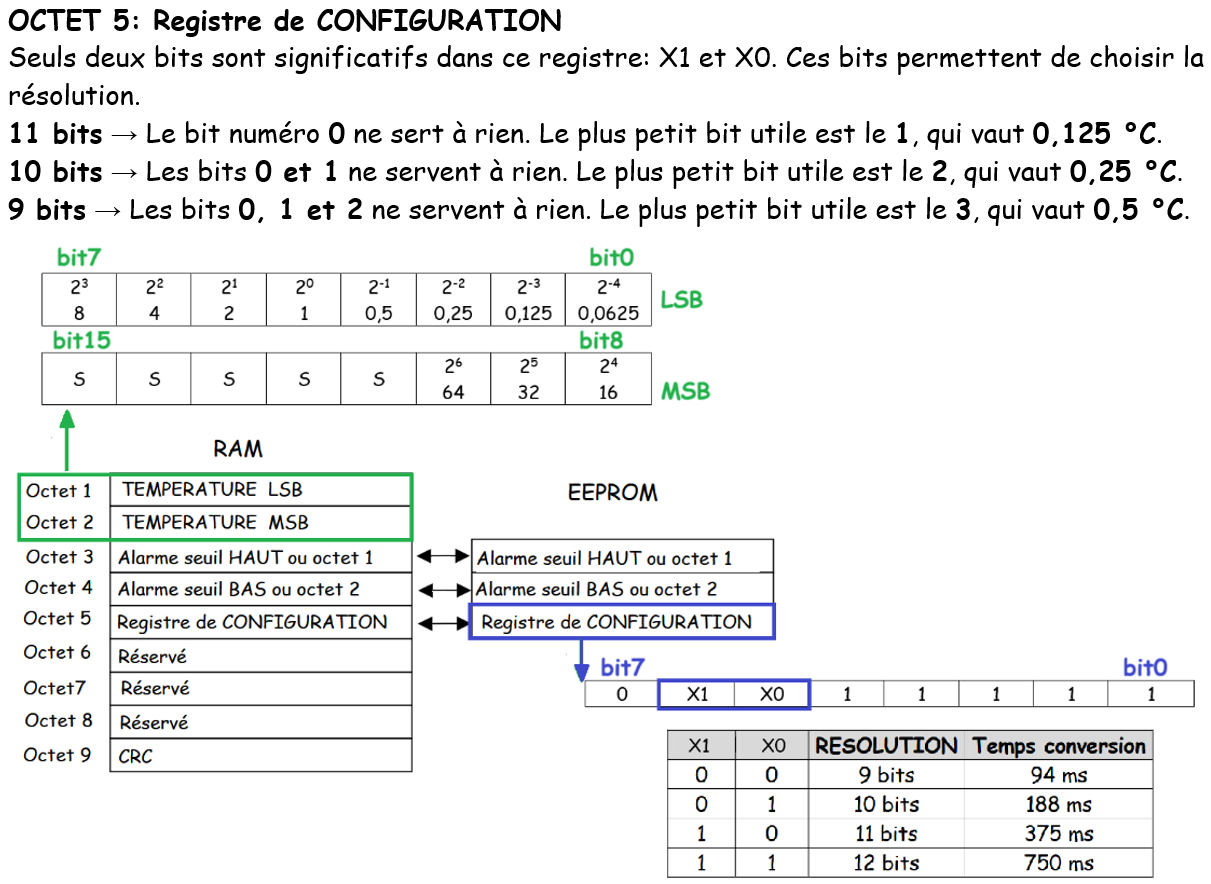 OCTET 5: Registre de CONFIGURATION
Seuls deux bits sont significatifs dans ce registre: X1 et X0. Ces bits permettent de choisir la
résolution.
11 bits → Le bit numéro 0 ne sert à rien. Le plus petit bit utile est le 1, qui vaut 0,125 °C.
10 bits → Les bits 0 et 1 ne servent à rien. Le plus petit bit utile est le 2, qui vaut 0,25 °C.
9 bits → Les bits 0, 1 et 2 ne servent à rien. Le plus petit bit utile est le 3, qui vaut 0,5 °C.
bit7 bit0
2³ 2² 2¹ 2⁰ 2⁻¹ 2⁻² 2⁻³ 2⁻⁴
8 4 2 1 0,5 0,25 0,125 0,0625
LSB
bit15 bit8
S S S S S 2⁶ 2⁵ 2⁴
64 32 16
MSB
RAM
Octet 1 TEMPERATURE LSB
Octet 2 TEMPERATURE MSB
Octet 3 Alarme seuil HAUT ou octet 1
Octet 4 Alarme seuil BAS ou octet 2
Octet 5 Registre de CONFIGURATION
Octet 6 Réservé
Octet7 Réservé
Octet 8 Réservé
Octet 9 CRC
EEPROM
Alarme seuil HAUT ou octet 1
Alarme seuil BAS ou octet 2
Registre de CONFIGURATION
bit7 bit0
0 X1 X0 1 1 1 1 1
X1 X0 RESOLUTION Temps conversion
0 0 9 bits 94 ms
0 1 10 bits 188 ms
1 0 11 bits 375 ms
1 1 12 bits 750 ms